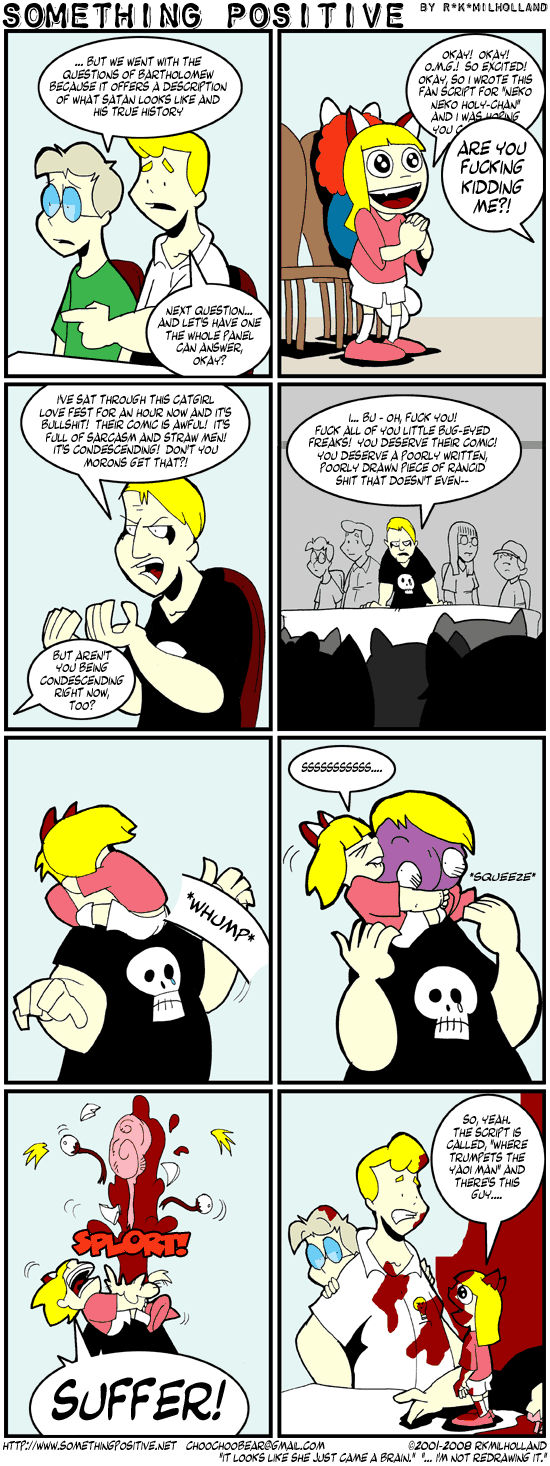 SOMETHING POSITIVE BY R*K*MILHOLLAND
... BUT WE WENT WITH THE
QUESTIONS OF BARTHOLOMEW
BECAUSE IT OFFERS A DESCRIPTION
OF WHAT SATAN LOOKS LIKE AND
HIS TRUE HISTORY
NEXT QUESTION...
AND LET'S HAVE ONE
THE WHOLE PANEL
CAN ANSWER,
OKAY?
OKAY! OKAY!
O.M.G.! SO EXCITED!
OKAY, SO I WROTE THIS
FAN SCRIPT FOR "NEKO
NEKO HOLY-CHAN"
AND I WAS HOPING
YOU
ARE YOU
FUCKING
KIDDING
ME?!
I'VE SAT THROUGH THIS CATGIRL
LOVE FEST FOR AN HOUR NOW AND IT'S
BULLSHIT! THEIR COMIC IS AWFUL! IT'S
FULL OF SARCASM AND STRAW MEN!
IT'S CONDESCENDING! DON'T YOU
MORONS GET THAT?!
BUT AREN'T
YOU BEING
CONDESCENDING
RIGHT NOW,
TOO?
I... BU - OH, FUCK YOU!
FUCK ALL OF YOU LITTLE BUG-EYED
FREAKS! YOU DESERVE THEIR COMIC!
YOU DESERVE A POORLY WRITTEN,
POORLY DRAWN PIECE OF RANCID
SHIT THAT DOESN'T EVEN--
*WHUMP*
SSSSSSSSSSS....
*SQUEEZE*
SPLORT!
SUFFER!
SO, YEAH.
THE SCRIPT IS
CALLED, "WHERE
TRUMPETS THE
YAOI MAN" AND
THERE'S THIS
GUY....
HTTP://WWW.SOMETHINGPOSITIVE.NET CHOOCHOOBEAR@GMAIL.COM ©2001-2008 RKMILHOLLAND
"IT LOOKS LIKE SHE JUST CAME A BRAIN." "... I'M NOT REDRAWING IT."